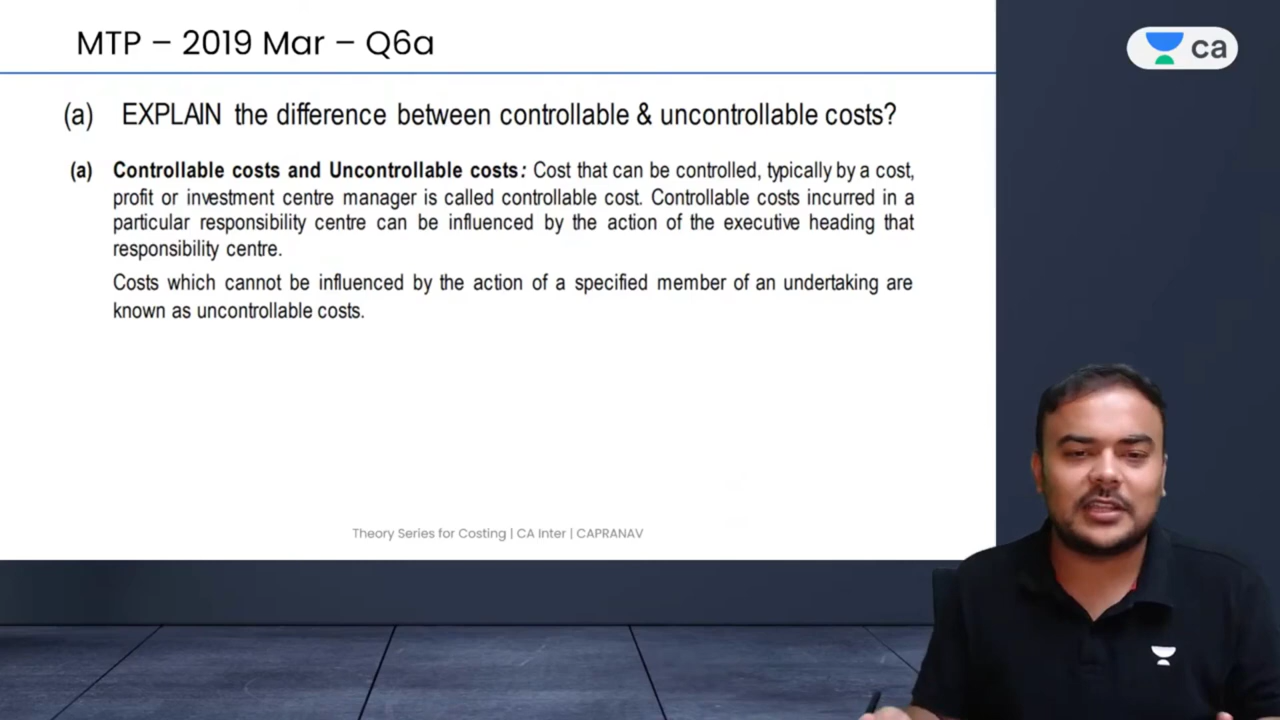 MTP – 2019 Mar – Q6a
ca
(a) EXPLAIN the difference between controllable & uncontrollable costs?
(a) Controllable costs and Uncontrollable costs: Cost that can be controlled, typically by a cost,
profit or investment centre manager is called controllable cost. Controllable costs incurred in a
particular responsibility centre can be influenced by the action of the executive heading that
responsibility centre.
Costs which cannot be influenced by the action of a specified member of an undertaking are
known as uncontrollable costs.
Theory Series for Costing | CA Inter | CAPRANAV